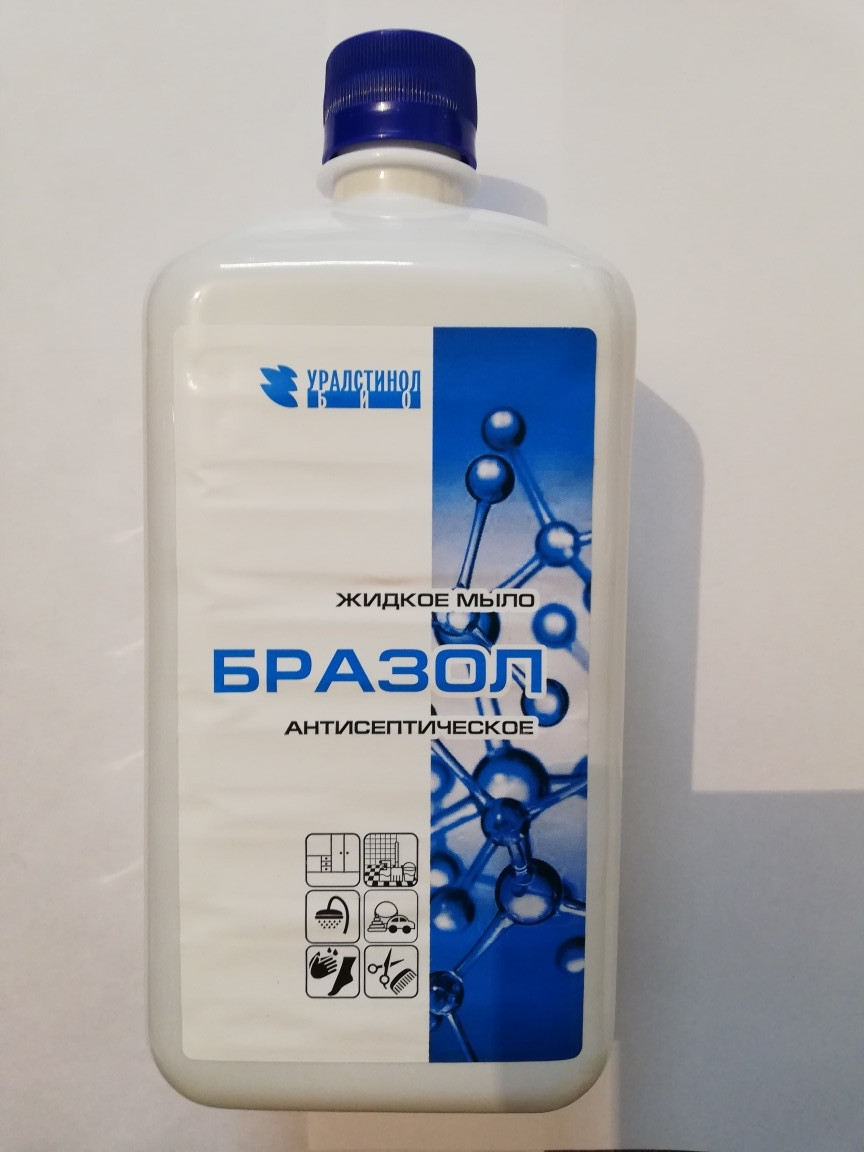 УРАЛСТИНОЛ
БИО
ЖИДКОЕ МЫЛО
БРАЗОЛ
АНТИСЕПТИЧЕСКОЕ